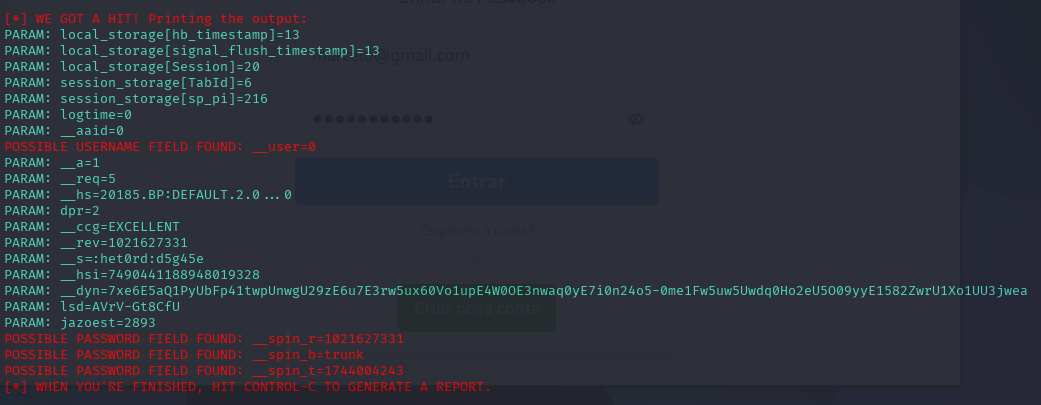 [*] WE GOT A HIT! Printing the output:
PARAM: local_storage[hb_timestamp]=13
PARAM: local_storage[signal_flush_timestamp]=13
PARAM: local_storage[Session]=20
PARAM: session_storage[TabId]=6
PARAM: session_storage[sp_pi]=216
PARAM: logtime=0
PARAM: __aaid=0
POSSIBLE USERNAME FIELD FOUND: __user=0
PARAM: __a=1
PARAM: __req=5
PARAM: __hs=20185.BP:DEFAULT.2.0...0
PARAM: dpr=2
PARAM: __ccg=EXCELLENT
PARAM: __rev=1021627331
PARAM: __s=:het0rd:d5g45e
PARAM: __hsi=7490441188948019328
PARAM: __dyn=7xe6E5aQ1PyUbFp41twpUnwgU29zE6u7E3rw5ux60Vo1upE4W0OE3nwaq0yE7i0n24o5-0me1Fw5uw5Uwdq0Ho2eU5O09yyE1582ZwrU1Xo1UU3jwea
PARAM: lsd=AVrV-Gt8CfU
PARAM: jazoest=2893
POSSIBLE PASSWORD FIELD FOUND: __spin_r=1021627331
POSSIBLE PASSWORD FIELD FOUND: __spin_b=trunk
POSSIBLE PASSWORD FIELD FOUND: __spin_t=1744004243
[*] WHEN YOU'RE FINISHED, HIT CONTROL-C TO GENERATE A REPORT.
@gmail.com
Entrar
Esqueceu a conta?
ou
Criar nova conta